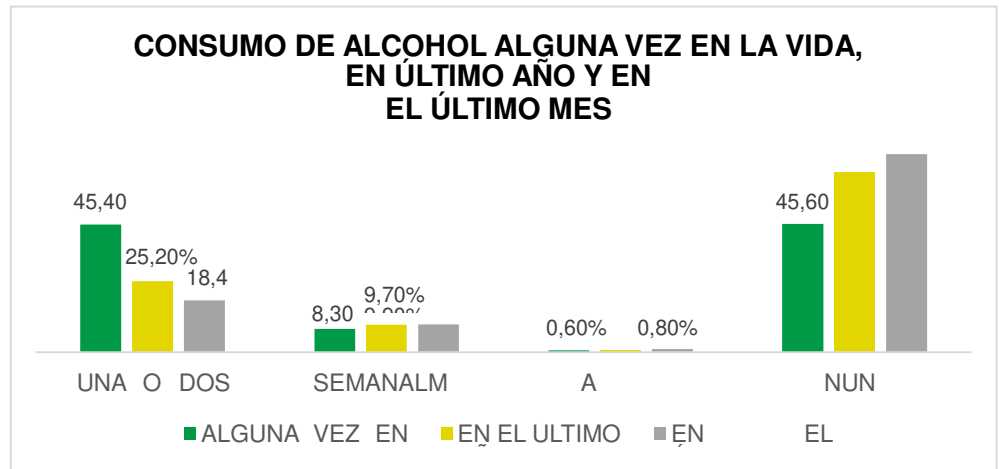 CONSUMO DE ALCOHOL ALGUNA VEZ EN LA VIDA,
EN ÚLTIMO AÑO Y EN
EL ÚLTIMO MES
45,40
25,20%
18,4
8,30
9,70%
0,60%
0,80%
45,60
UNA O DOS
SEMANALM
A
NUN
ALGUNA VEZ EN
EN EL ULTIMO
EN
EL